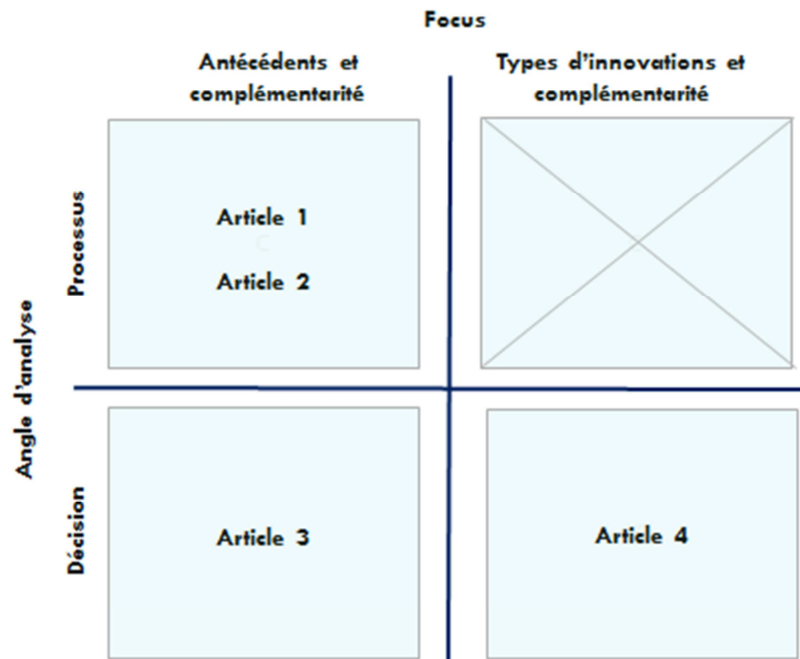 Focus
Antécédents et
complémentarité
Types d'innovations et
complémentarité
Angle d'analyse
Processus
Article 1
Article 2
Décision
Article 3
Article 4